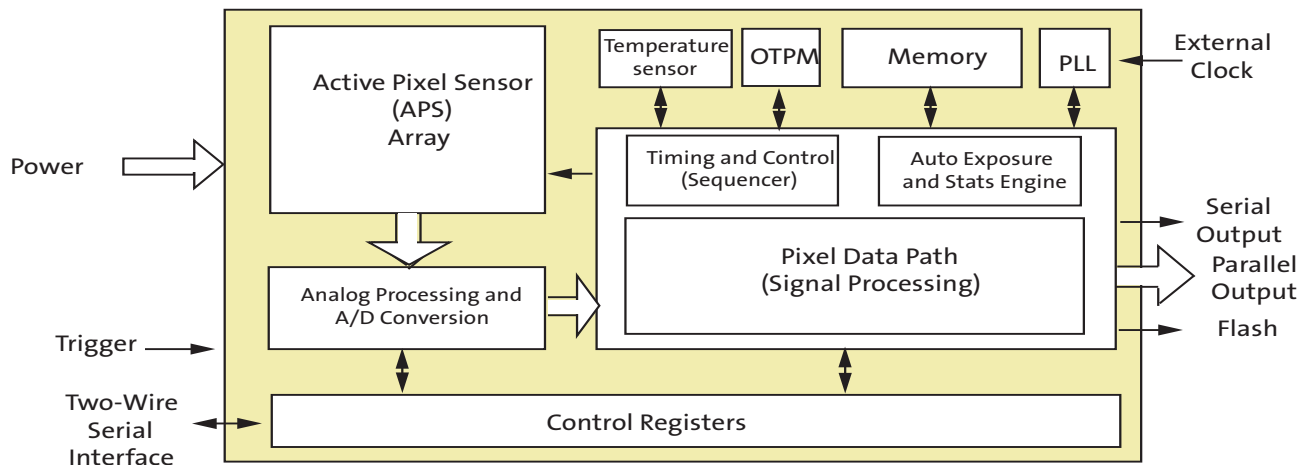 Active Pixel Sensor
(APS)
Array
Temperature
sensor
OTPM
Memory
PLL
External
Clock
Power
Timing and Control
(Sequencer)
Auto Exposure
and Stats Engine
Serial
Output
Pixel Data Path
(Signal Processing)
Parallel
Output
Analog Processing and
A/D Conversion
Flash
Trigger
Two-Wire
Serial
Interface
Control Registers